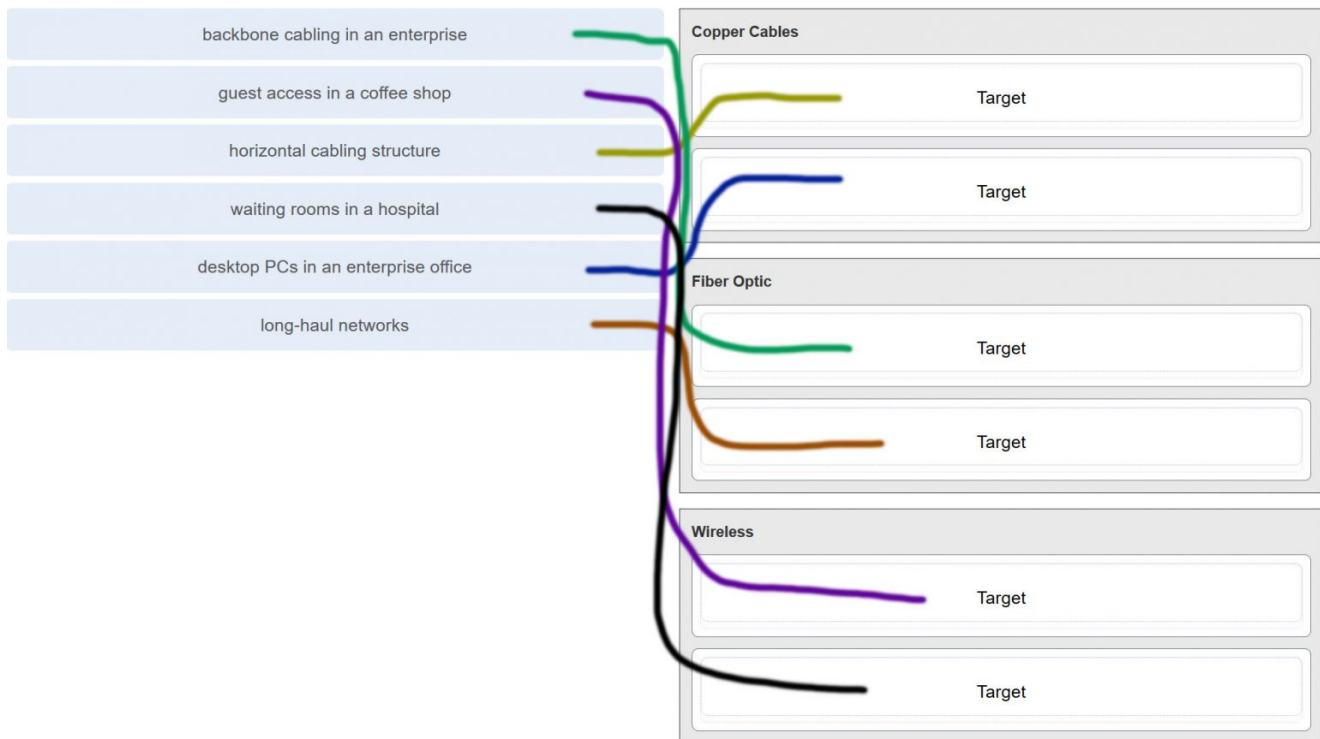 backbone cabling in an enterprise
guest access in a coffee shop
horizontal cabling structure
waiting rooms in a hospital
desktop PCs in an enterprise office
long-haul networks
Copper Cables
Target
Target
Fiber Optic
Target
Target
Wireless
Target
Target